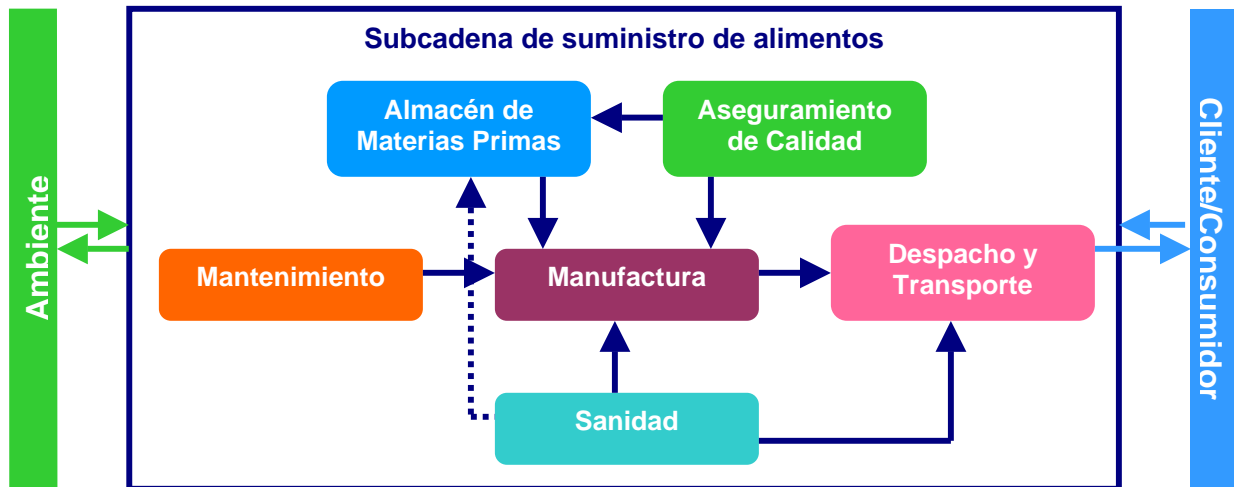 Subcadena de suministro de alimentos
Ambiente
Almacén de
Materias Primas
Aseguramiento
de Calidad
Mantenimiento
Manufactura
Despacho y
Transporte
Sanidad
Cliente/Consumidor